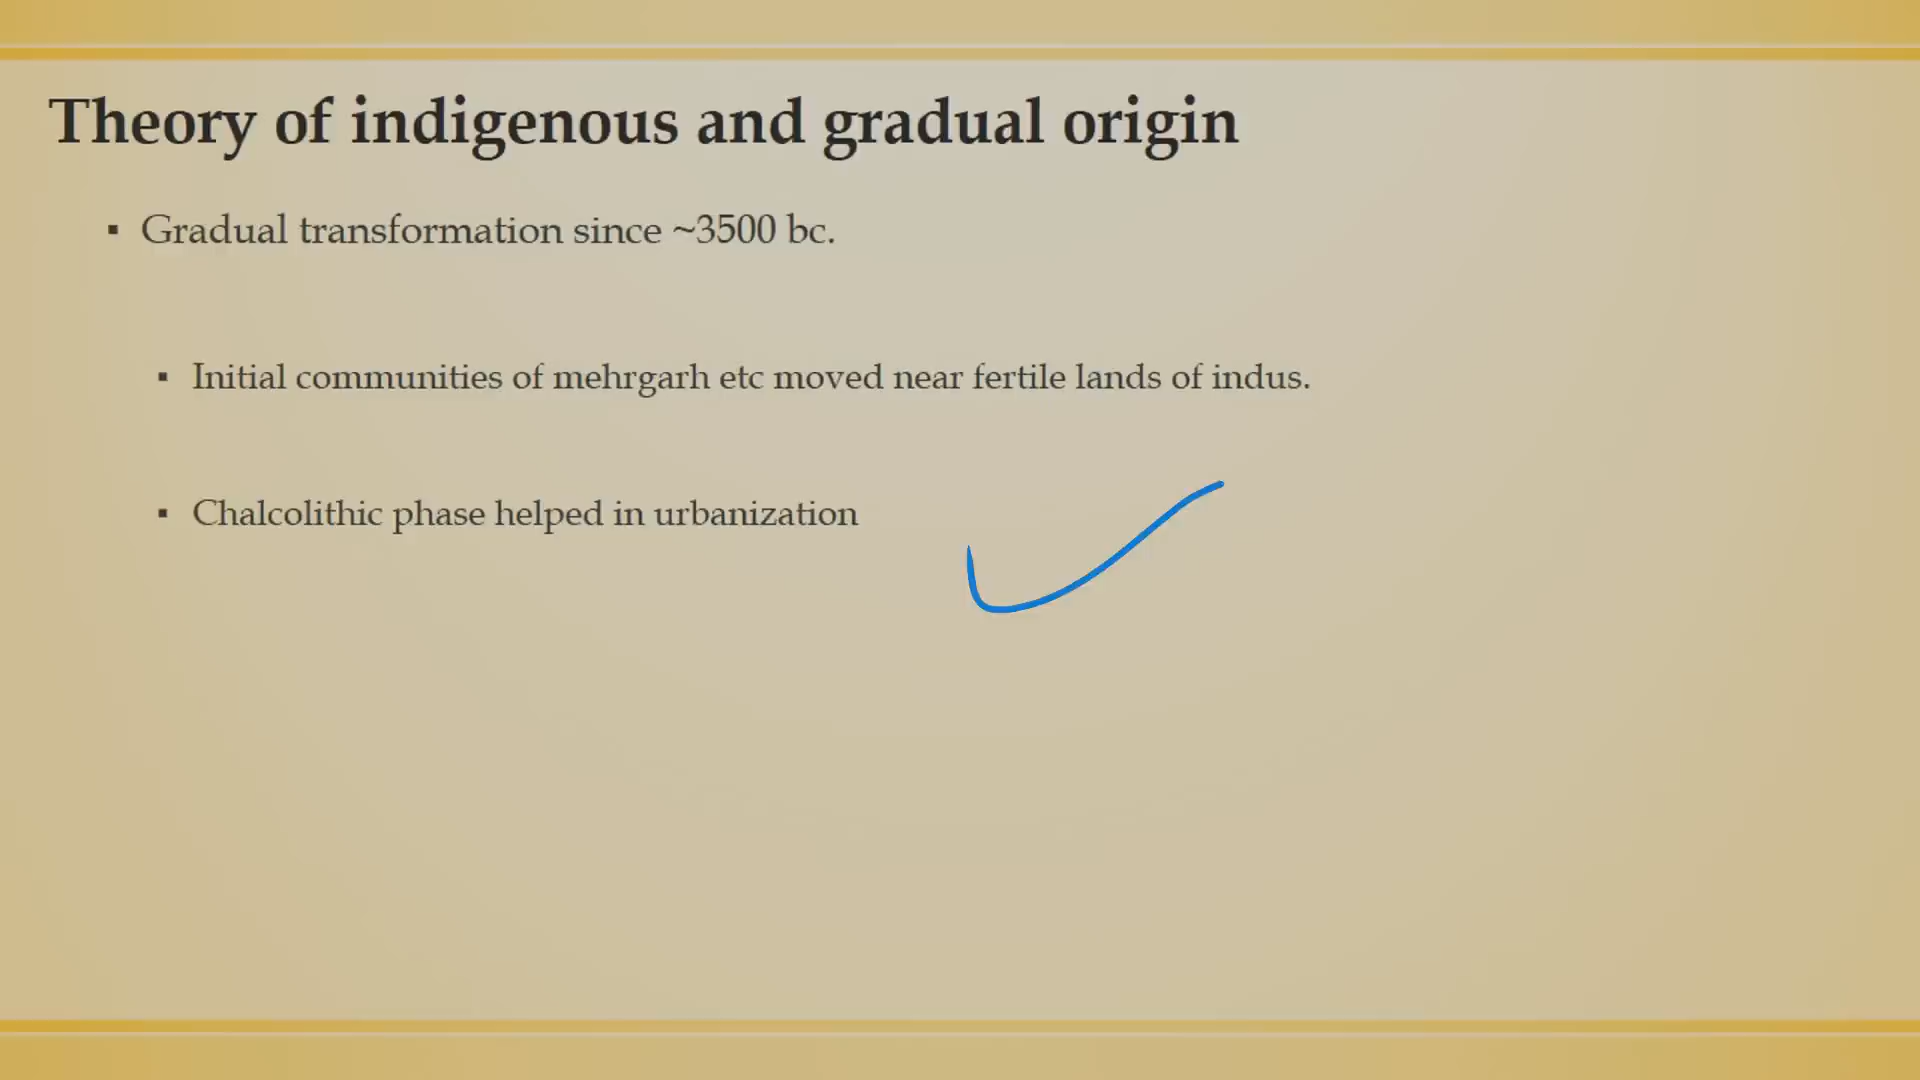 Theory of indigenous and gradual origin
▪ Gradual transformation since ~3500 bc.
▪ Initial communities of mehrgarh etc moved near fertile lands of indus.
▪ Chalcolithic phase helped in urbanization